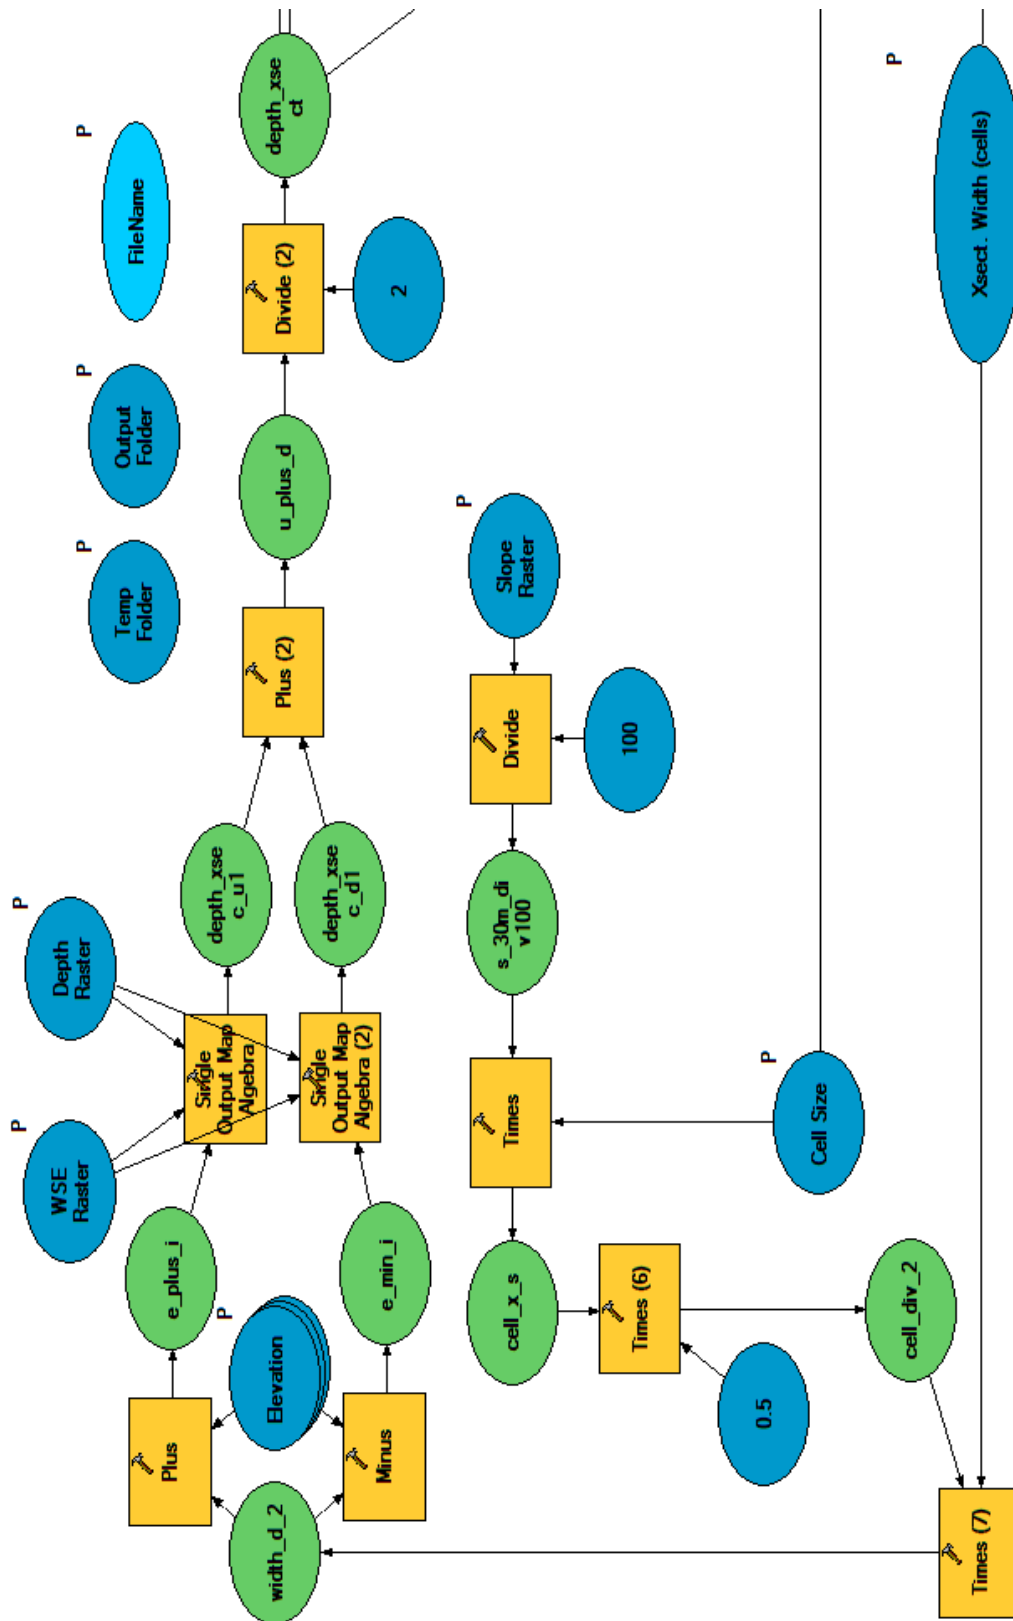 P
WSE
Raster
P
Depth
Raster
P
Temp
Folder
P
Output
Folder
P
FileName
Plus
e_plus_i
Single
Output Map
Algebra
depth_xse
c_u1
width_d_2
P
Elevation
Plus (2)
u_plus_d
Divide (2)
depth_xse
ct
Minus
e_min_i
Single
Output Map
Algebra (2)
depth_xse
c_d1
2
cell_x_s
Times
s_30m_di
v100
Divide
P
Slope
Raster
Times (6)
100
0.5
P
Cell Size
cell_div_2
P
Times (7)
Xsect. Width (cells)